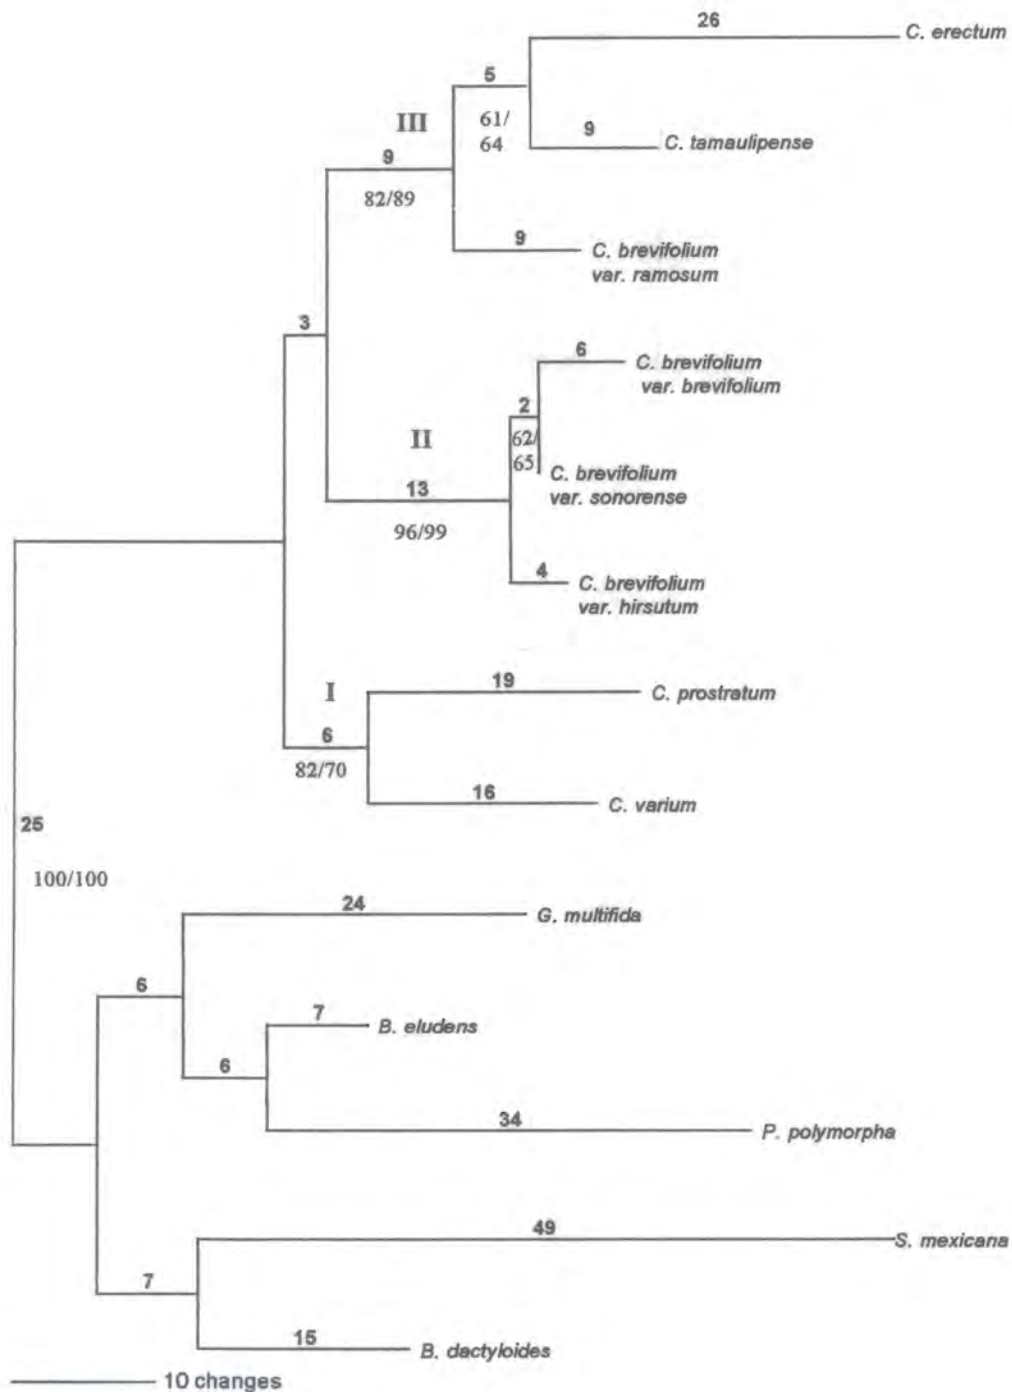 26
C. erectum
5
III
61/
64
9
C. tamaulipense
9
82/89
9
C. brevifolium
var. ramosum
3
6
C. brevifolium
var. brevifolium
2
II
62/
65
C. brevifolium
var. sonorense
13
96/99
4
C. brevifolium
var. hirsutum
19
I
C. prostratum
6
82/70
16
C. varium
25
100/100
24
G. multifida
6
7
B. eludens
6
34
P. polymorpha
49
S. mexicana
7
15
B. dactyloides
10 changes